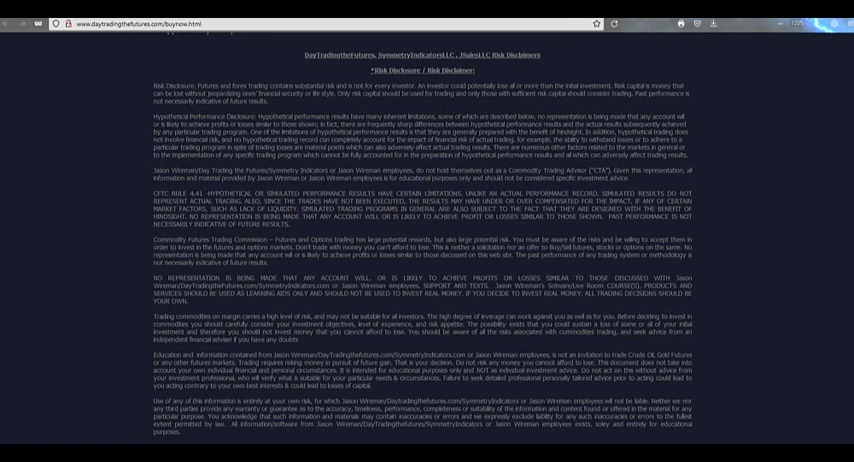 www.daytradingthefutures.com/buynow.html
120%
DayTradingtheFutures, SymmetryIndicatorsLLC, JSalesLLC Risk Disclaimers
*Risk Disclosure / Risk Disclaimer:
Risk Disclosure: Futures and forex trading contains substantial risk and is not for every investor. An investor could potentially lose all or more than the initial investment. Risk capital is money that
can be lost without jeopardizing ones' financial security or life style. Only risk capital should be used for trading and only those with sufficient risk capital should consider trading. Past performance is
not necessarily indicative of future results.
Hypothetical Performance Disclosure: Hypothetical performance results have many inherent limitations, some of which are described below. no representation is being made that any account will
or is likely to achieve profits or losses similar to those shown; in fact, there are frequently sharp differences between hypothetical performance results and the actual results subsequently achieved
by any particular trading program. One of the limitations of hypothetical performance results is that they are generally prepared with the benefit of hindsight. In addition, hypothetical trading does
not involve financial risk, and no hypothetical trading record can completely account for the impact of financial risk of actual trading. for example, the ability to withstand losses or to adhere to a
particular trading program in spite of trading losses are material points which can also adversely affect actual trading results. There are numerous other factors related to the markets in general or
to the implementation of any specific trading program which cannot be fully accounted for in the preparation of hypothetical performance results and all which can adversely affect trading results.
Jason Wireman/Day Trading the Futures/Symmetry Indicators or Jason Wireman employees, do not hold themselves out as a Commodity Trading Advisor ("CTA"). Given this representation, all
information and material provided by Jason Wireman or Jason Wireman employees is for educational purposes only and should not be considered specific investment advice.
CFTC RULE 4.41 -HYPOTHETICAL OR SIMULATED PERFORMANCE RESULTS HAVE CERTAIN LIMITATIONS. UNLIKE AN ACTUAL PERFORMANCE RECORD, SIMULATED RESULTS DO NOT
REPRESENT ACTUAL TRADING. ALSO, SINCE THE TRADES HAVE NOT BEEN EXECUTED, THE RESULTS MAY HAVE UNDER OR OVER COMPENSATED FOR THE IMPACT, IF ANY OF CERTAIN
MARKET FACTORS, SUCH AS LACK OF LIQUIDITY. SIMULATED TRADING PROGRAMS IN GENERAL ARE ALSO SUBJECT TO THE FACT THAT THEY ARE DESIGNED WITH THE BENEFIT OF
HINDSIGHT. NO REPRESENTATION IS BEING MADE THAT ANY ACCOUNT WILL OR IS LIKELY TO ACHIEVE PROFIT OR LOSSES SIMILAR TO THOSE SHOWN. PAST PERFORMANCE IS NOT
NECESSARILY INDICATIVE OF FUTURE RESULTS.
Commodity Futures Trading Commission – Futures and Options trading has large potential rewards, but also large potential risk. You must be aware of the risks and be willing to accept them in
order to invest in the futures and options markets. Don't trade with money you can't afford to lose. This is neither a solicitation nor an offer to Buy/Sell futures, stocks or options on the same. No
representation is being made that any account will or is likely to achieve profits or losses similar to those discussed on this web site. The past performance of any trading system or methodology is
not necessarily indicative of future results.
NO REPRESENTATION IS BEING MADE THAT ANY ACCOUNT WILL, OR IS LIKELY TO ACHIEVE PROFITS OR LOSSES SIMILAR TO THOSE DISCUSSED WITH Jason
Wireman/DayTradingthefutures.com/SymmetryIndicators.com or Jason Wireman employees, SUPPORT AND TEXTS. Jason Wireman's Sotware/Live Room COURSE(S), PRODUCTS AND
SERVICES SHOULD BE USED AS LEARNING AIDS ONLY AND SHOULD NOT BE USED TO INVEST REAL MONEY. IF YOU DECIDE TO INVEST REAL MONEY, ALL TRADING DECISIONS SHOULD BE
YOUR OWN.
Trading commodities on margin carries a high level of risk, and may not be suitable for all investors. The high degree of leverage can work against you as well as for you. Before deciding to invest in
commodities you should carefully consider your investment objectives, level of experience, and risk appetite. The possibility exists that you could sustain a loss of some or all of your initial
investment and therefore you should not invest money that you cannot afford to lose. You should be aware of all the risks associated with commodities trading, and seek advice from an
independent financial adviser if you have any doubts
Education and information contained from Jason Wireman/DayTradingthefutures.com/SymmetryIndicators.com or Jason Wireman employees, is not an invitation to trade Crude Oil, Gold Futures
or any other futures markets. Trading requires risking money in pursuit of future gain. That is your decision. Do not risk any money you cannot afford to lose. This document does not take into
account your own individual financial and personal circumstances. It is intended for educational purposes only and NOT as individual investment advice. Do not act on this without advice from
your investment professional, who will verify what is suitable for your particular needs & circumstances. Failure to seek detailed professional personally tailored advice prior to acting could lead to
you acting contrary to your own best interests & could lead to losses of capital.
Use of any of this information is entirely at your own risk, for which Jason Wireman/Daytradingthefutures.com/SymmetryIndicators or Jason Wireman employees will not be liable. Neither we nor
any third parties provide any warranty or guarantee as to the accuracy, timeliness, performance, completeness or suitability of the information and content found or offered in the material for any
particular purpose. You acknowledge that such information and materials may contain inaccuracies or errors and we expressly exclude liability for any such inaccuracies or errors to the fullest
extent permitted by law. All information/software from Jason Wireman/DayTradingthefutures/SymmetryIndicators or Jason Wireman employees exists, soley and entirely for educational
purposes.